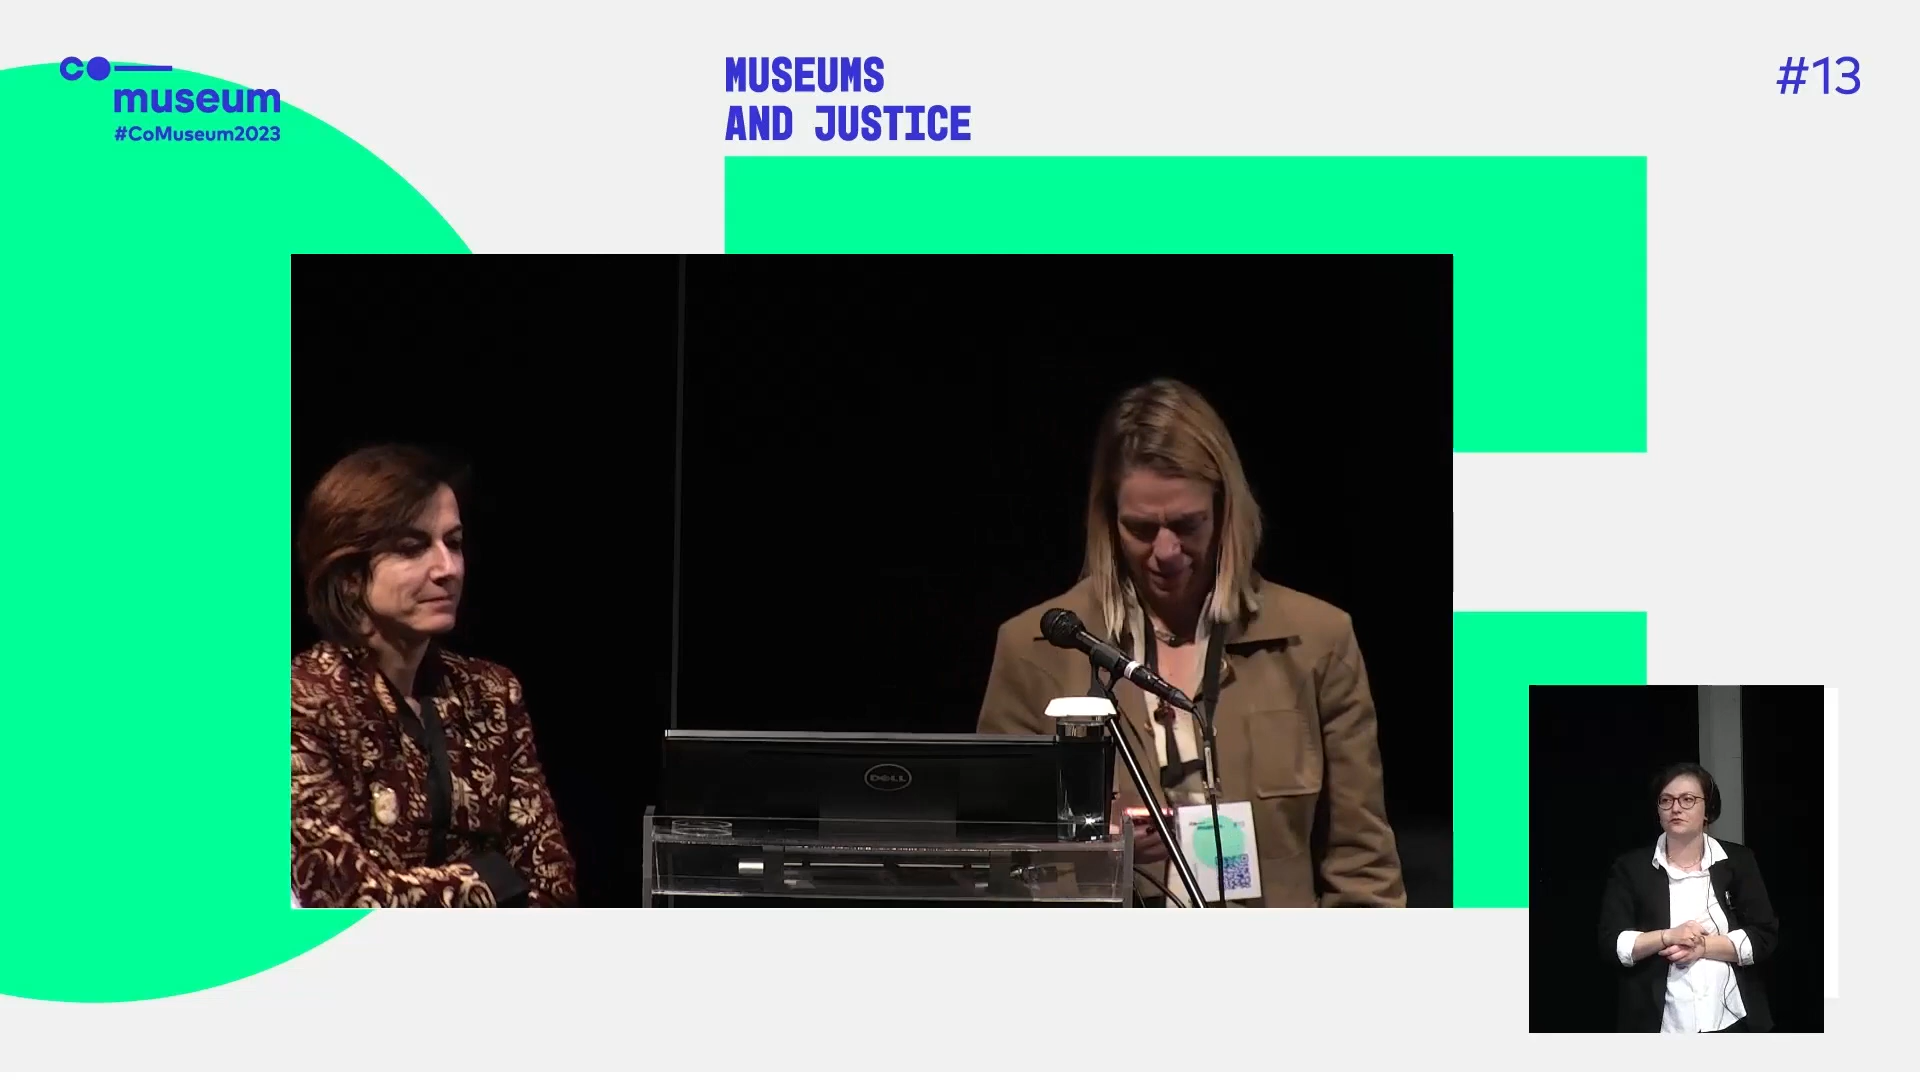 co
museum
#CoMuseum2023
MUSEUMS
AND JUSTICE
#13
DELL